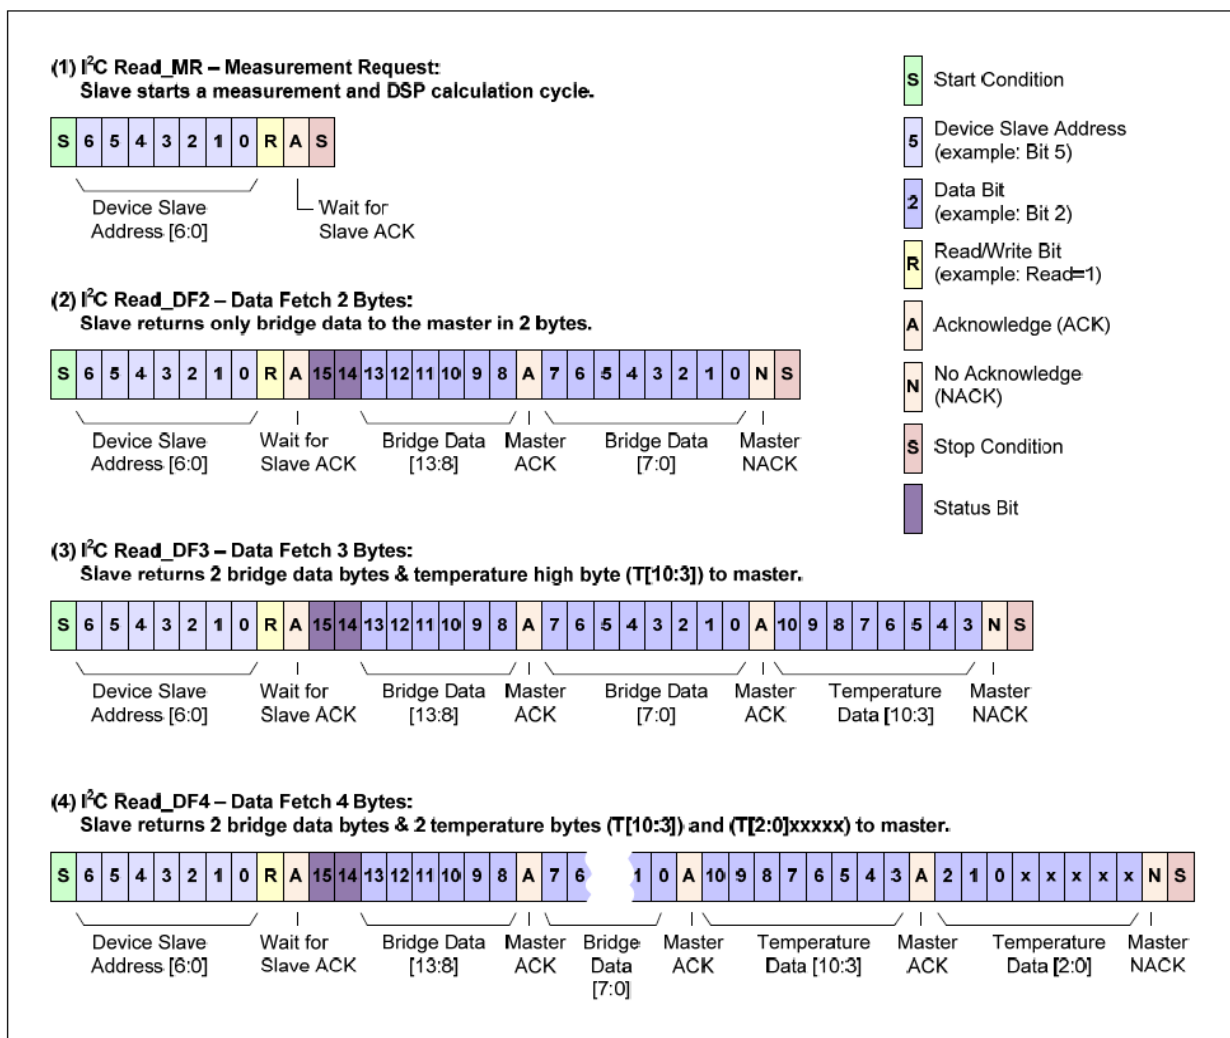 (1) I²C Read_MR – Measurement Request:
Slave starts a measurement and DSP calculation cycle.
S 6 5 4 3 2 1 0 R A S
Device Slave
Address [6:0]
Wait for
Slave ACK
(2) I²C Read_DF2 – Data Fetch 2 Bytes:
Slave returns only bridge data to the master in 2 bytes.
S 6 5 4 3 2 1 0 R A 15 14 13 12 11 10 9 8 A 7 6 5 4 3 2 1 0 N S
Device Slave
Address [6:0]
Wait for
Slave ACK
Bridge Data
[13:8]
Master
ACK
Bridge Data
[7:0]
Master
NACK
S Start Condition
5 Device Slave Address
(example: Bit 5)
2 Data Bit
(example: Bit 2)
R Read/Write Bit
(example: Read=1)
A Acknowledge (ACK)
N No Acknowledge
(NACK)
S Stop Condition
Status Bit
(3) I²C Read_DF3 – Data Fetch 3 Bytes:
Slave returns 2 bridge data bytes & temperature high byte (T[10:3]) to master.
S 6 5 4 3 2 1 0 R A 15 14 13 12 11 10 9 8 A 7 6 5 4 3 2 1 0 A 10 9 8 7 6 5 4 3 N S
Device Slave
Address [6:0]
Wait for
Slave ACK
Bridge Data
[13:8]
Master
ACK
Bridge Data
[7:0]
Master
ACK
Temperature
Data [10:3]
Master
NACK
(4) I²C Read_DF4 – Data Fetch 4 Bytes:
Slave returns 2 bridge data bytes & 2 temperature bytes (T[10:3]) and (T[2:0]xxxxx) to master.
S 6 5 4 3 2 1 0 R A 15 14 13 12 11 10 9 8 A 7 6 1 0 A 10 9 8 7 6 5 4 3 A 2 1 0 x x x x x N S
Device Slave
Address [6:0]
Wait for
Slave ACK
Bridge Data
[13:8]
Master
ACK
Bridge
Data
[7:0]
Master
ACK
Temperature
Data [10:3]
Master
ACK
Temperature
Data [2:0]
Master
NACK